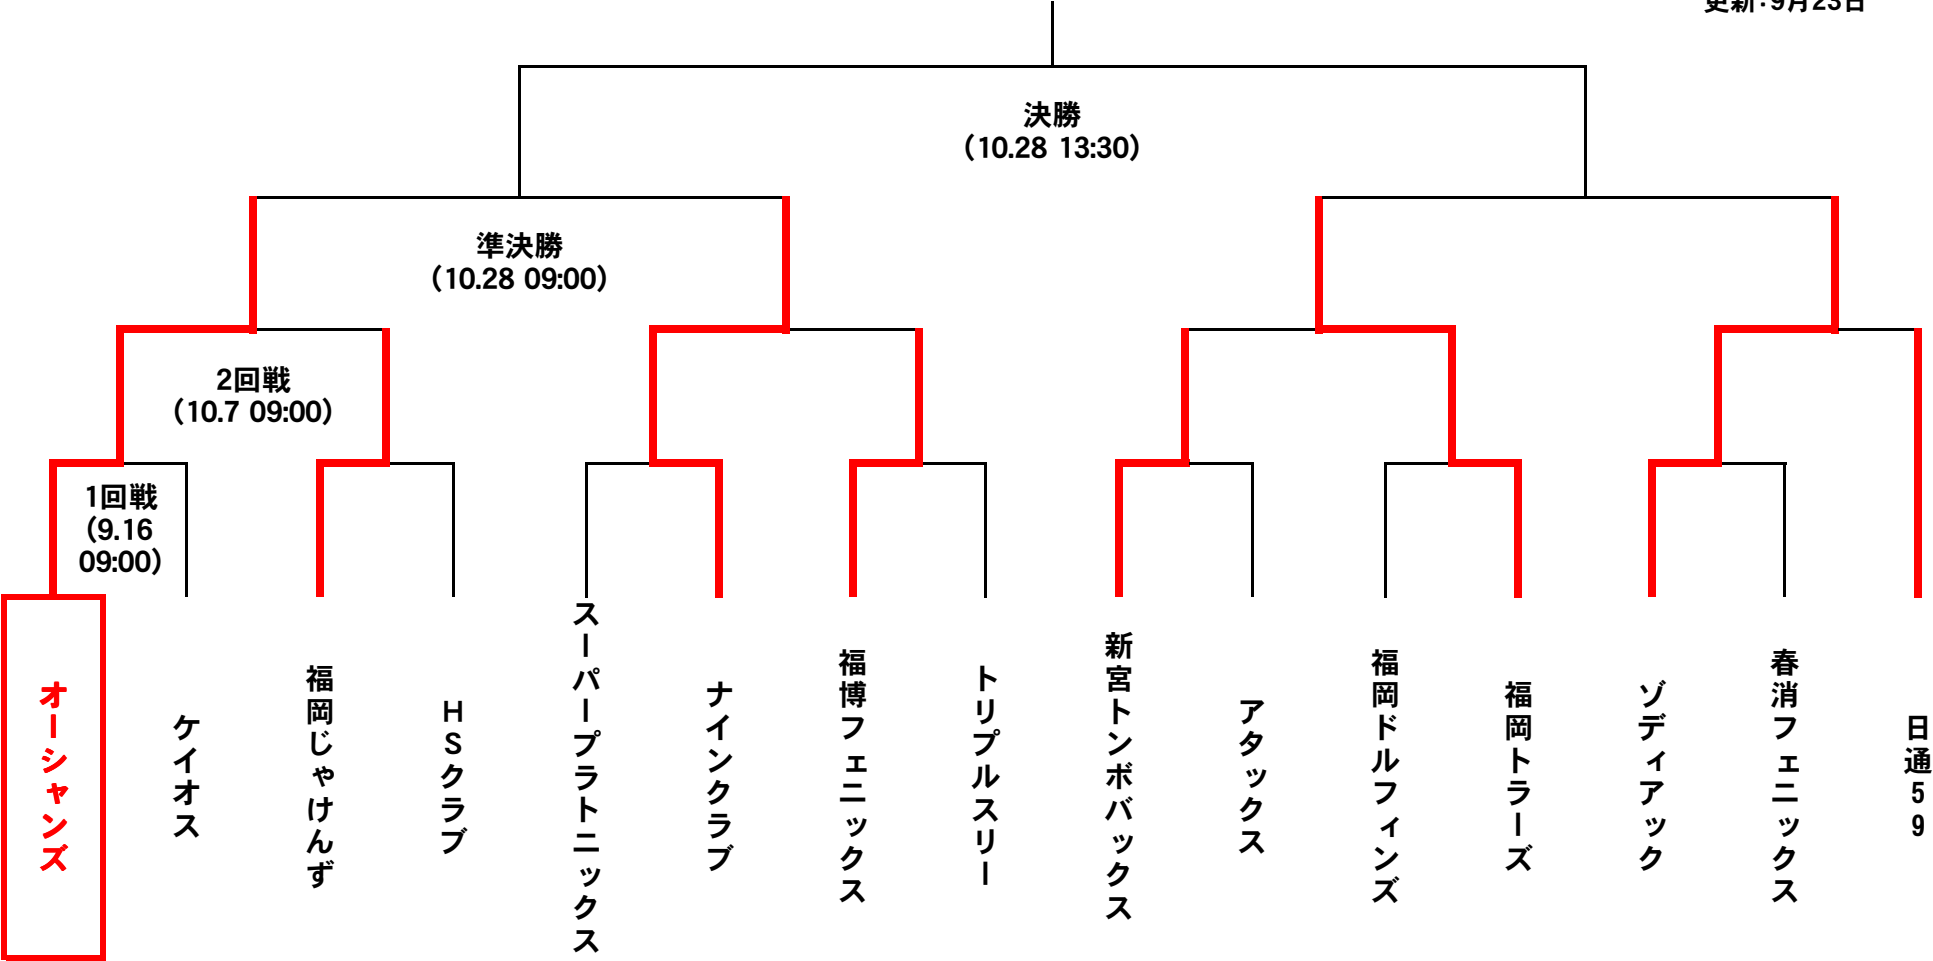 更新：9月23日
決勝
（10.28 13:30）
準決勝
（10.28 09:00）
2回戦
（10.7 09:00）
1回戦
（9.16
09:00）
オーシャンズ
ケイオス
福岡じゃけんず
HSクラブ
スーパープラトニックス
ナインクラブ
福博フェニックス
トリプルスリー
新宮トンボバックス
アタックス
福岡ドルフィンズ
福岡トラーズ
ゾディアック
春消フェニックス
日通59